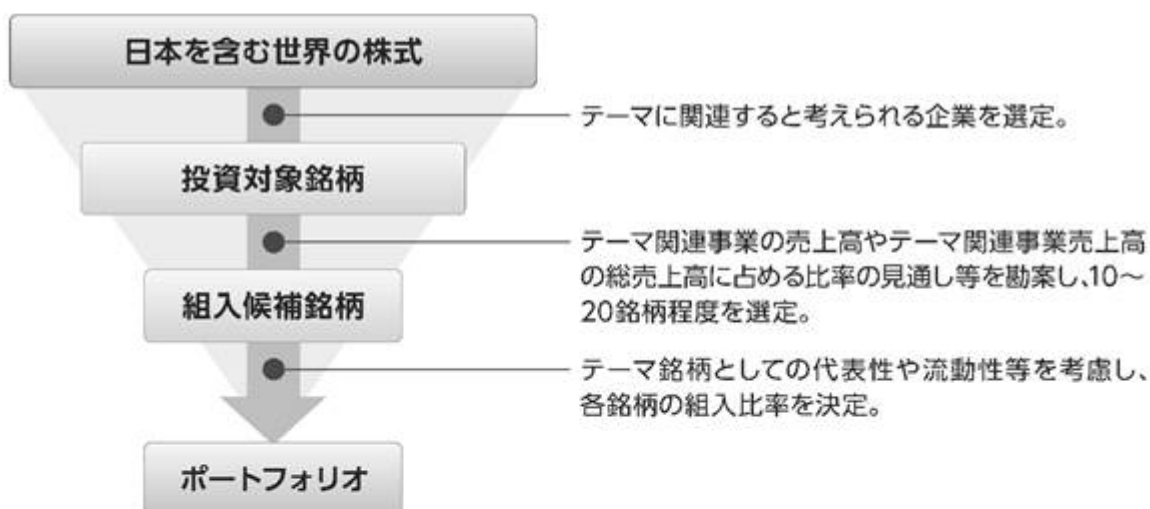 日本を含む世界の株式
テーマに関連すると考えられる企業を選定。
投資対象銘柄
テーマ関連事業の売上高やテーマ関連事業売上高
の総売上高に占める比率の見通し等を勘案し、10～
20銘柄程度を選定。
組入候補銘柄
テーマ銘柄としての代表性や流動性等を考慮し、
各銘柄の組入比率を決定。
ポートフォリオ